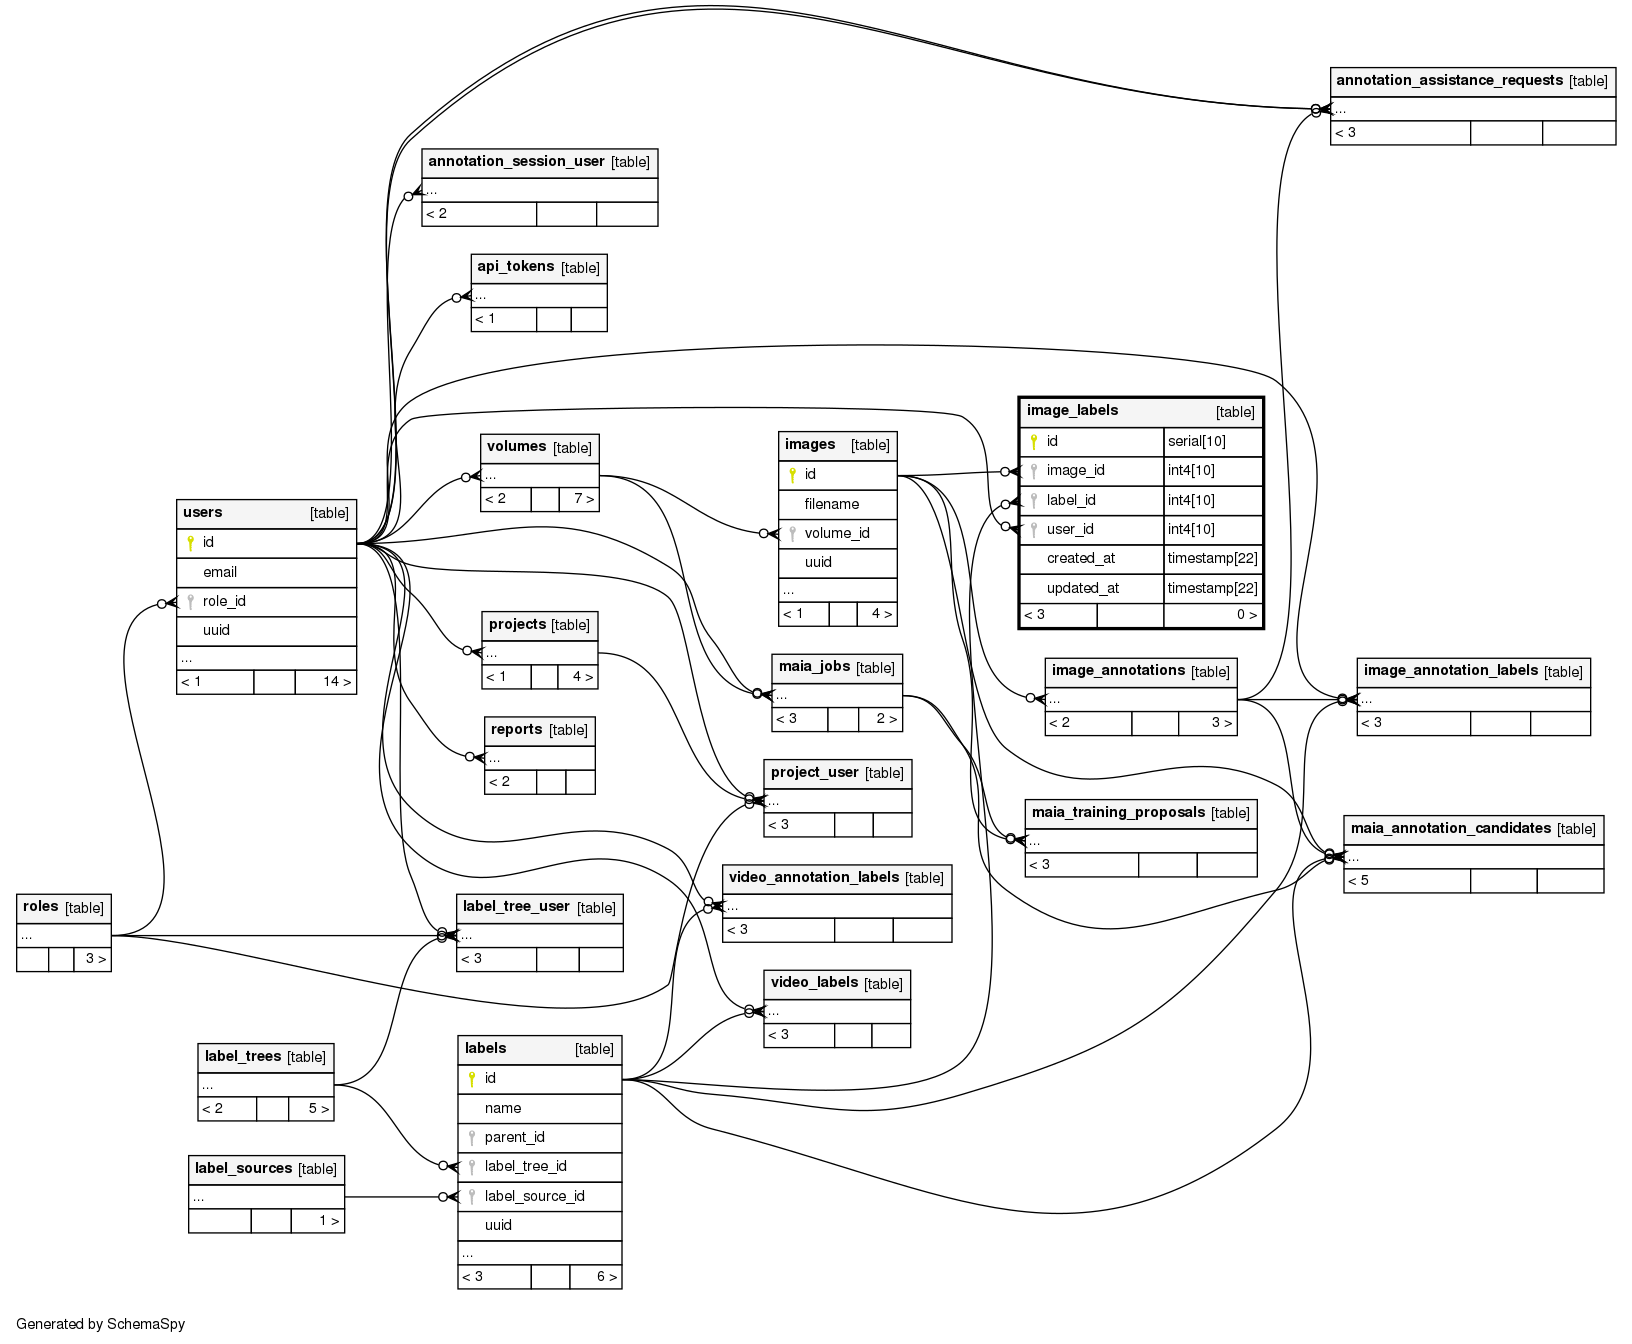 annotation_assistance_requests [table]
...
< 3
annotation_session_user [table]
...
< 2
api_tokens [table]
...
< 1
image_labels [table]
id serial[10]
image_id int4[10]
label_id int4[10]
user_id int4[10]
created_at timestamp[22]
updated_at timestamp[22]
< 3 0 >
volumes [table]
...
< 2 7 >
images [table]
id
filename
volume_id
uuid
...
< 1 4 >
users [table]
id
email
role_id
uuid
...
< 1 14 >
projects [table]
...
< 1 4 >
maia_jobs [table]
...
< 3 2 >
image_annotations [table]
...
< 2 3 >
image_annotation_labels [table]
...
< 3
reports [table]
...
< 2
project_user [table]
...
< 3
maia_training_proposals [table]
...
< 3
maia_annotation_candidates [table]
...
< 5
video_annotation_labels [table]
...
< 3
roles [table]
...
3 >
label_tree_user [table]
...
< 3
video_labels [table]
...
< 3
label_trees [table]
...
< 2 5 >
labels [table]
id
name
parent_id
label_tree_id
label_source_id
uuid
...
< 3 6 >
label_sources [table]
...
1 >
Generated by SchemaSpy